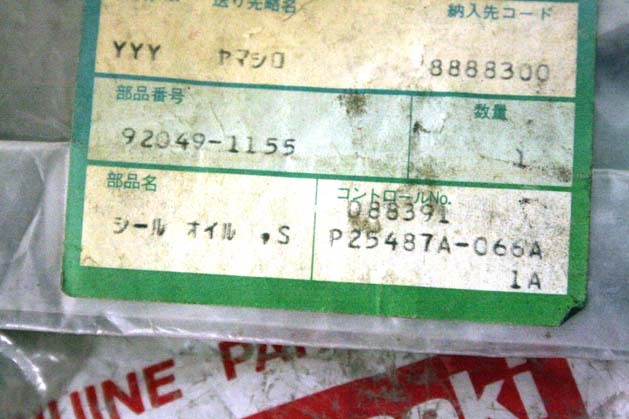 送り先略名 納入先コード
YYY ヤマシロ 8888300
部品番号 数量
92049-1155 1
部品名 コントロールNo.
088391
シール オイル ,S P25487A-066A
1A